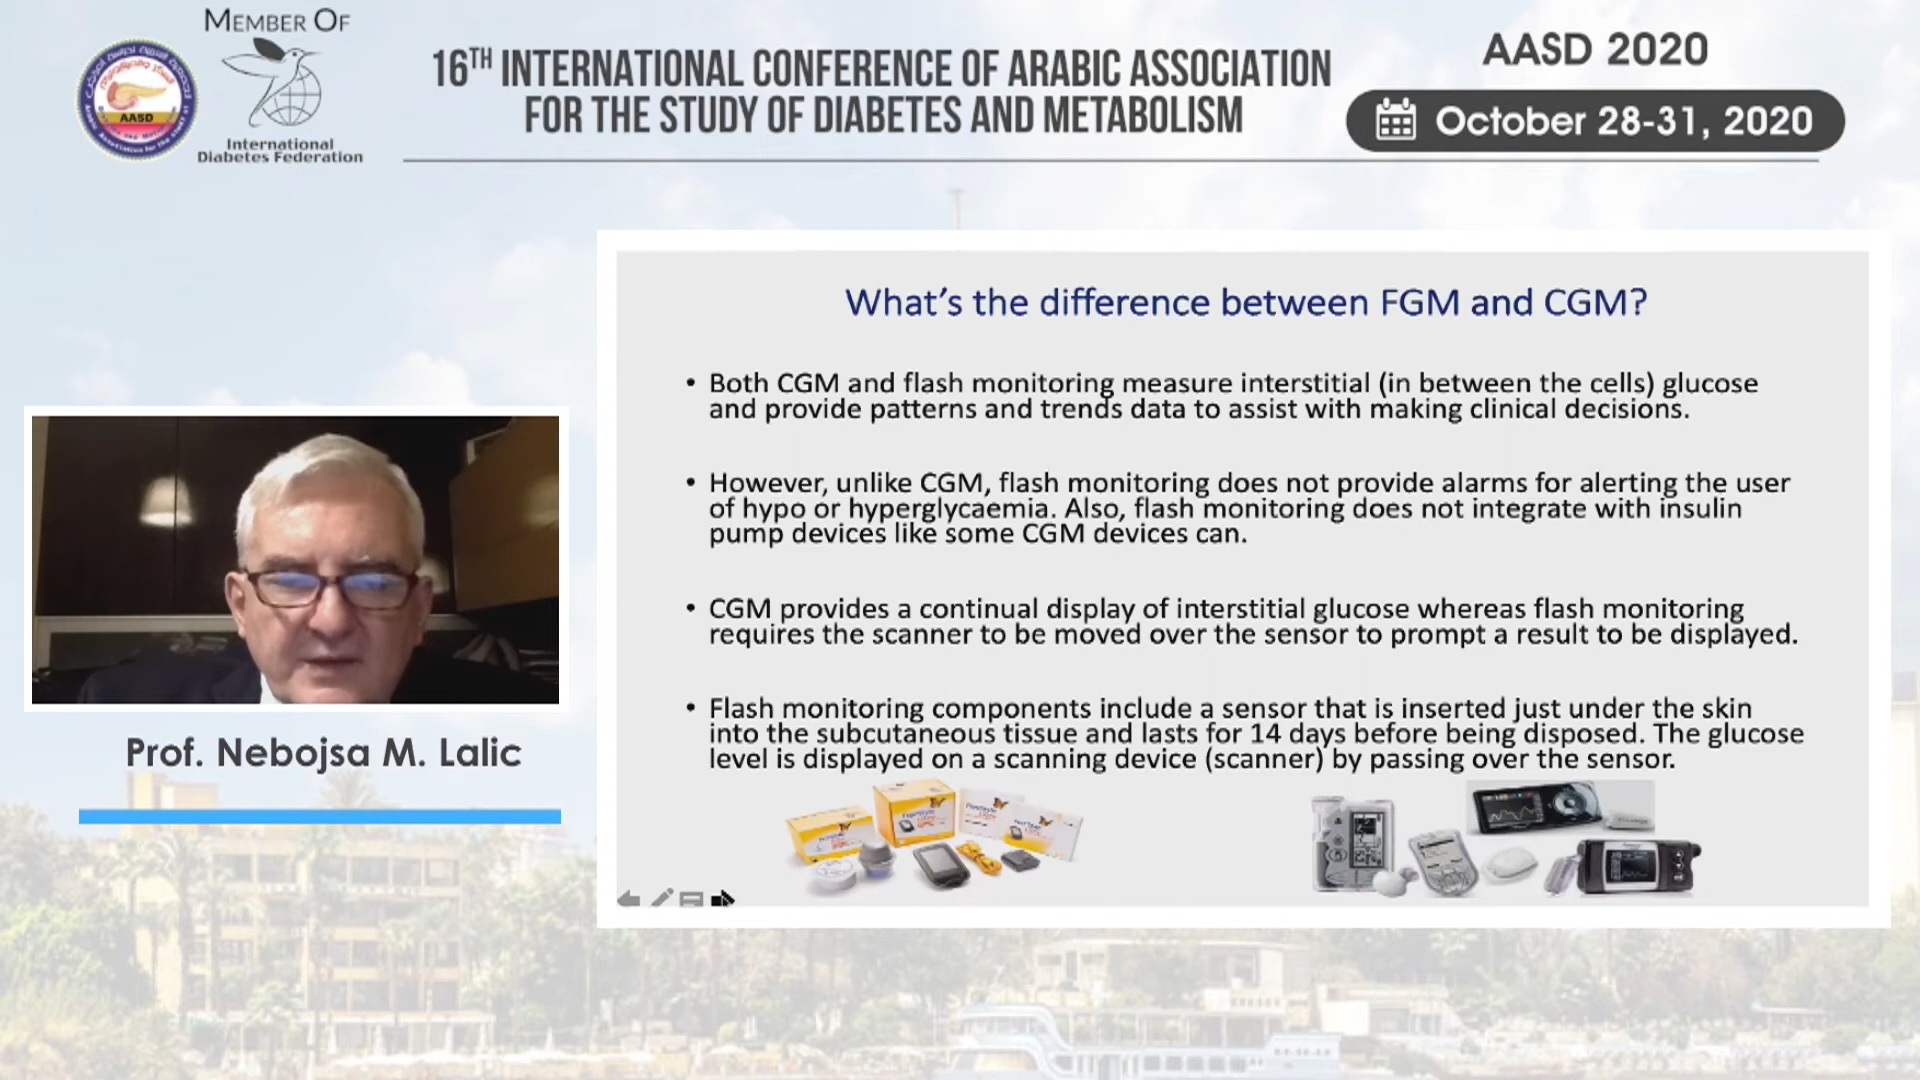 MEMBER OF
International
Diabetes Federation
AASD
16TH INTERNATIONAL CONFERENCE OF ARABIC ASSOCIATION
FOR THE STUDY OF DIABETES AND METABOLISM
AASD 2020
October 28-31, 2020
What's the difference between FGM and CGM?
• Both CGM and flash monitoring measure interstitial (in between the cells) glucose
and provide patterns and trends data to assist with making clinical decisions.
• However, unlike CGM, flash monitoring does not provide alarms for alerting the user
of hypo or hyperglycaemia. Also, flash monitoring does not integrate with insulin
pump devices like some CGM devices can.
• CGM provides a continual display of interstitial glucose whereas flash monitoring
requires the scanner to be moved over the sensor to prompt a result to be displayed.
• Flash monitoring components include a sensor that is inserted just under the skin
into the subcutaneous tissue and lasts for 14 days before being disposed. The glucose
level is displayed on a scanning device (scanner) by passing over the sensor.
Prof. Nebojsa M. Lalic